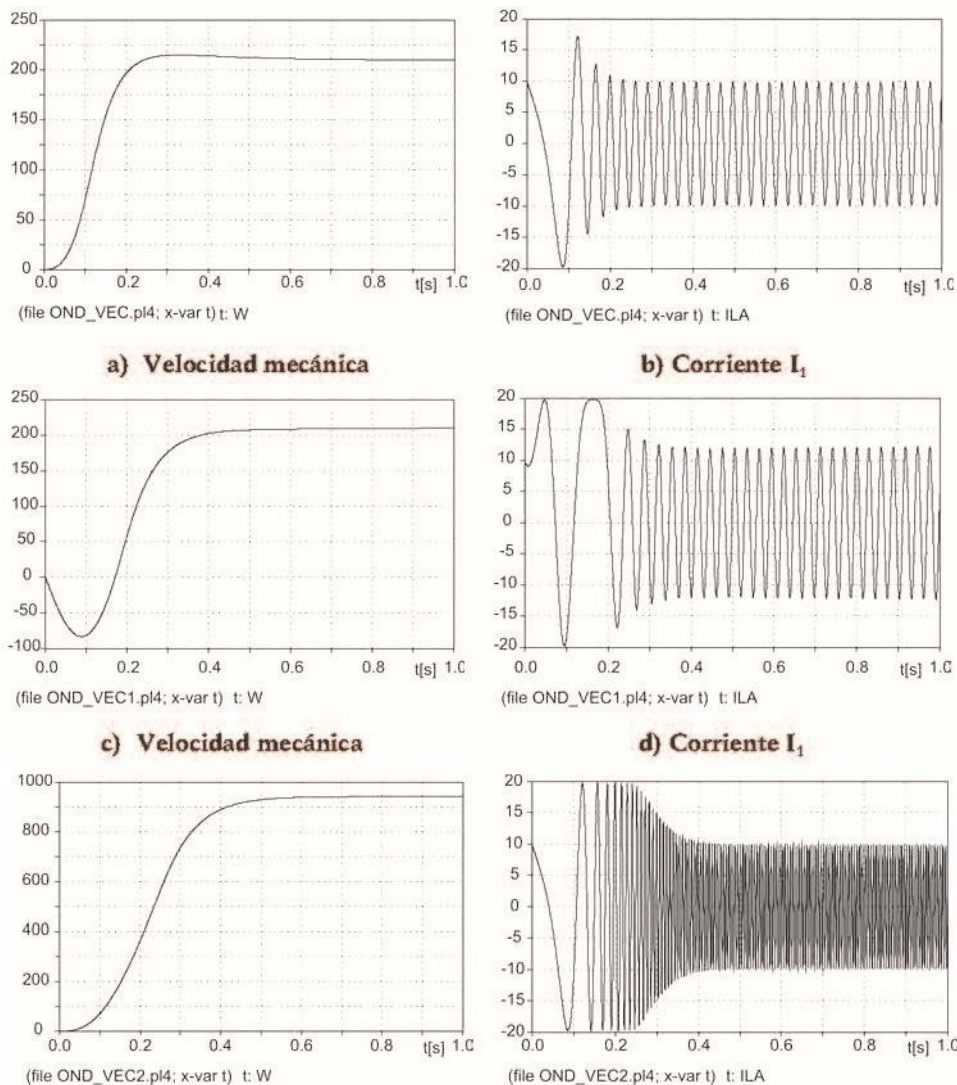 250
200
150
100
50
0
0.0 0.2 0.4 0.6 0.8 t[s] 1.0
(file OND_VEC.pl4; x-var t) t: W
20
15
10
5
0
-5
-10
-15
-20
0.0 0.2 0.4 0.6 0.8 t[s] 1.0
(file OND_VEC.pl4; x-var t) t: ILA
a) Velocidad mecánica
b) Corriente I₁
250
200
150
100
50
0
-50
-100
0.0 0.2 0.4 0.6 0.8 t[s] 1.0
(file OND_VEC1.pl4; x-var t) t: W
20
15
10
5
0
-5
-10
-15
-20
0.0 0.2 0.4 0.6 0.8 t[s] 1.0
(file OND_VEC1.pl4; x-var t) t: ILA
c) Velocidad mecánica
d) Corriente I₁
1000
800
600
400
200
0
0.0 0.2 0.4 0.6 0.8 t[s] 1.0
(file OND_VEC2.pl4; x-var t) t: W
20
15
10
5
0
-5
-10
-15
-20
0.0 0.2 0.4 0.6 0.8 t[s] 1.0
(file OND_VEC2.pl4; x-var t) t: ILA